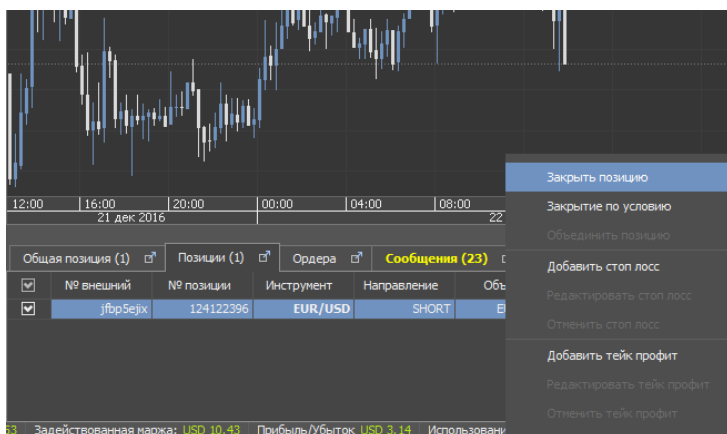 Закрыть позицию
Закрытие по условию
Объединить позицию
Добавить стоп лосс
Редактировать стоп лосс
Отменить стоп лосс
Добавить тейк профит
Редактировать тейк профит
Отменить тейк профит
12:00 16:00 20:00 00:00 04:00 08:00
21 дек 2016 22
Общая позиция (1) Позиции (1) Ордера Сообщения (23)
№ внешний № позиции Инструмент Направление Объ
jfbp5ejix 124122396 EUR/USD SHORT
53 Задействованная маржа: USD 10.43 Прибыль/Убыток USD 3.14 Использовани